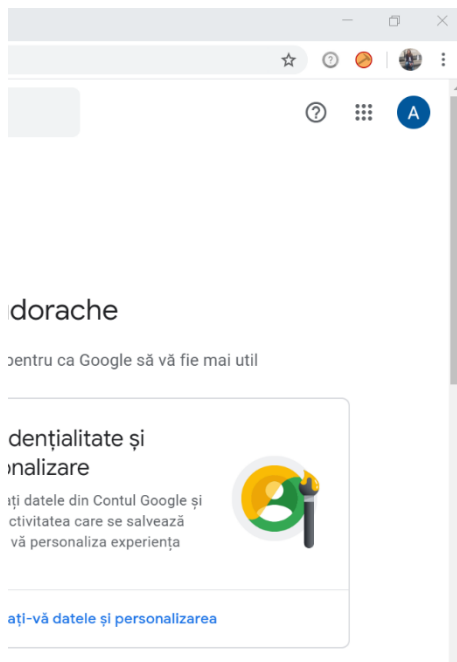 A
dorache
pentru ca Google să vă fie mai util
dențialitate și
onalizare
ați datele din Contul Google și
ctivitatea care se salvează
vă personaliza experiența
ați-vă datele și personalizarea